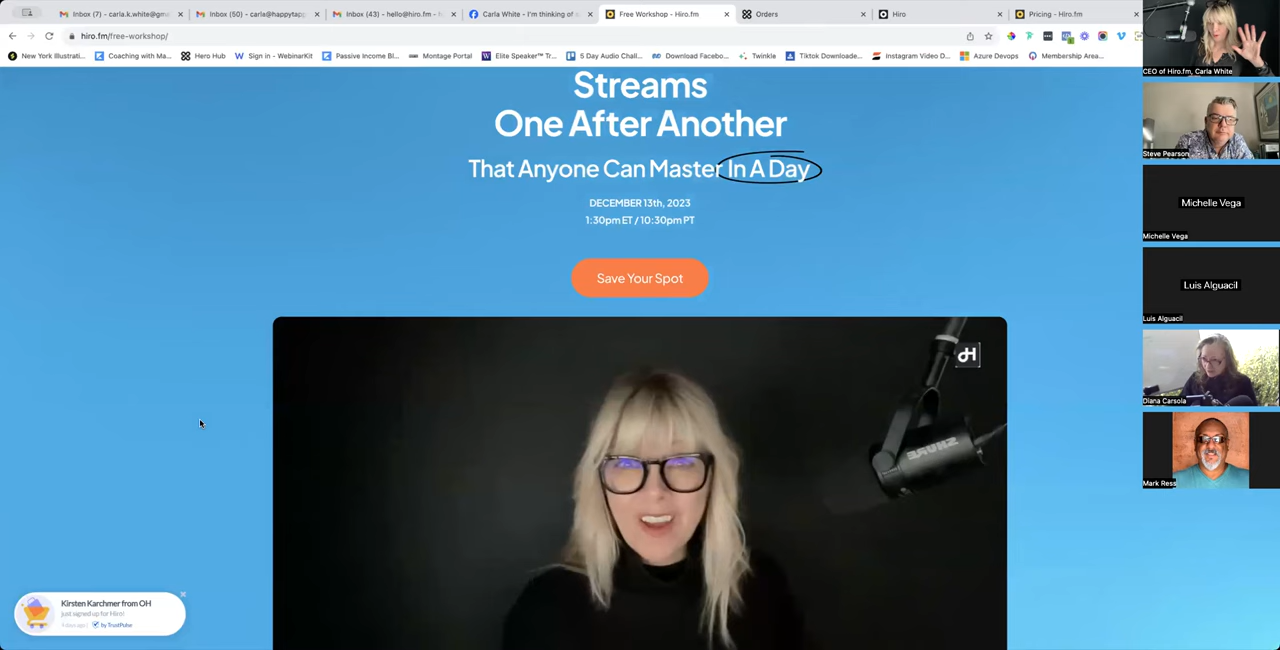 Inbox (7) - carla.k.white@gma
Inbox (50) - carla@happytapp
Inbox (43) - hello@hiro.fm - 
Carla White - I'm thinking of
Free Workshop - Hiro.fm
Orders
Hiro
Pricing - Hiro.fm
hiro.fm/free-workshop/
New York Illustrati...
Coaching with Ma...
Hero Hub
Sign in - WebinarKit
Passive Income Bl...
Montage Portal
Elite Speaker™ Tr...
5 Day Audio Chall...
Download Facebo...
Twinkle
Tiktok Downloade...
Instagram Video D...
Azure Devops
Membership Area...
Streams
One After Another
That Anyone Can Master In A Day
DECEMBER 13th, 2023
1:30pm ET / 10:30pm PT
Save Your Spot
SHURE
Kirsten Karchmer from OH
just signed up for Hiro!
4 days ago
by TrustPulse
CEO of Hiro.fm, Carla White
Steve Pearson
Michelle Vega
Michelle Vega
Luis Alguacil
Luis Alguacil
Diana Carsola
Mark Ress